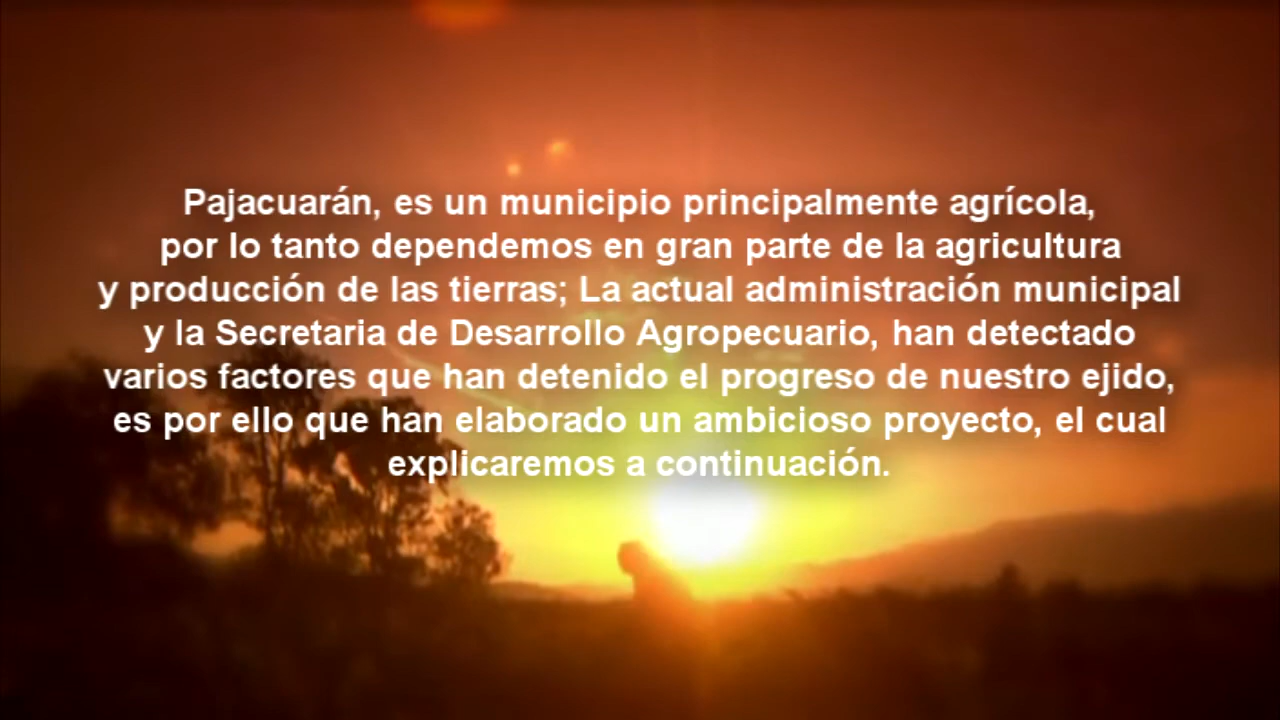 Pajacuarán, es un municipio principalmente agrícola,
por lo tanto dependemos en gran parte de la agricultura
y producción de las tierras; La actual administración municipal
y la Secretaria de Desarrollo Agropecuario, han detectado
varios factores que han detenido el progreso de nuestro ejido,
es por ello que han elaborado un ambicioso proyecto, el cual
explicaremos a continuación.